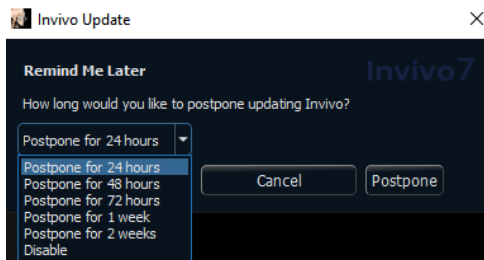 Invivo Update
Remind Me Later
Invivo7
How long would you like to postpone updating Invivo?
Postpone for 24 hours
Postpone for 24 hours
Postpone for 48 hours
Postpone for 72 hours
Postpone for 1 week
Postpone for 2 weeks
Disable
Cancel
Postpone